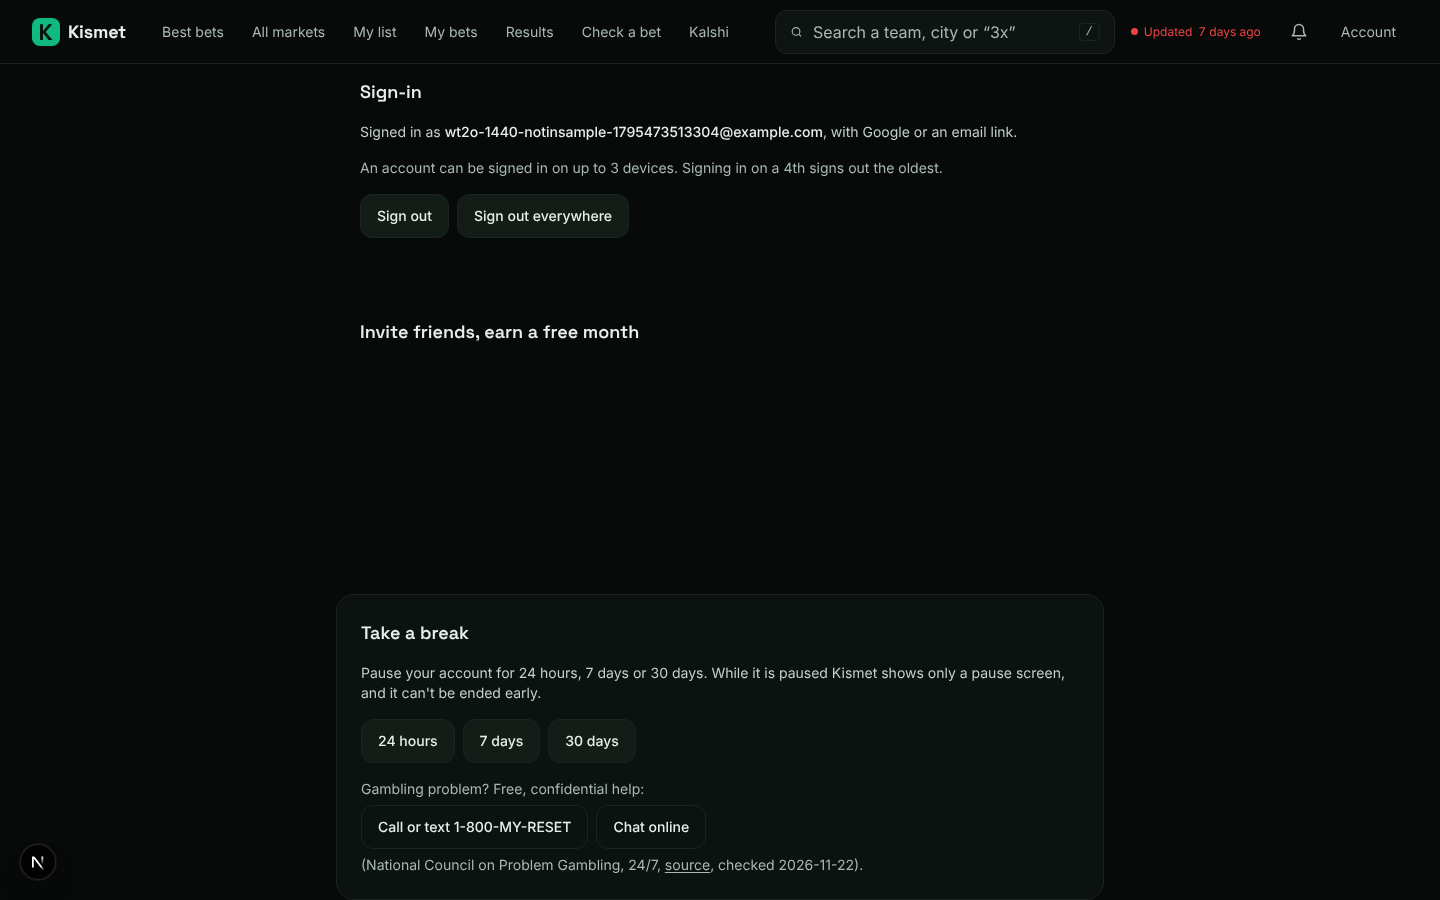 Kismet
Best bets
All markets
My list
My bets
Results
Check a bet
Kalshi
Search a team, city or “3x”
/
Updated 7 days ago
Account
Sign-in
Signed in as wt2o-1440-notinsample-1795473513304@example.com, with Google or an email link.
An account can be signed in on up to 3 devices. Signing in on a 4th signs out the oldest.
Sign out
Sign out everywhere
Invite friends, earn a free month
Take a break
Pause your account for 24 hours, 7 days or 30 days. While it is paused Kismet shows only a pause screen,
and it can't be ended early.
24 hours
7 days
30 days
Gambling problem? Free, confidential help:
Call or text 1-800-MY-RESET
Chat online
(National Council on Problem Gambling, 24/7, source, checked 2026-11-22).